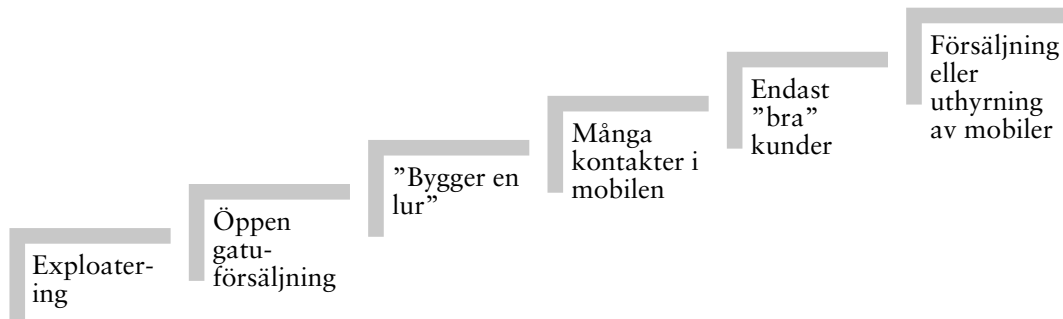 Exploater-
ing
Öppen
gatu-
försäljning
”Bygger en
lur”
Många
kontakter i
mobilen
Endast
”bra”
kunder
Försäljning
eller
uthyrning
av mobiler